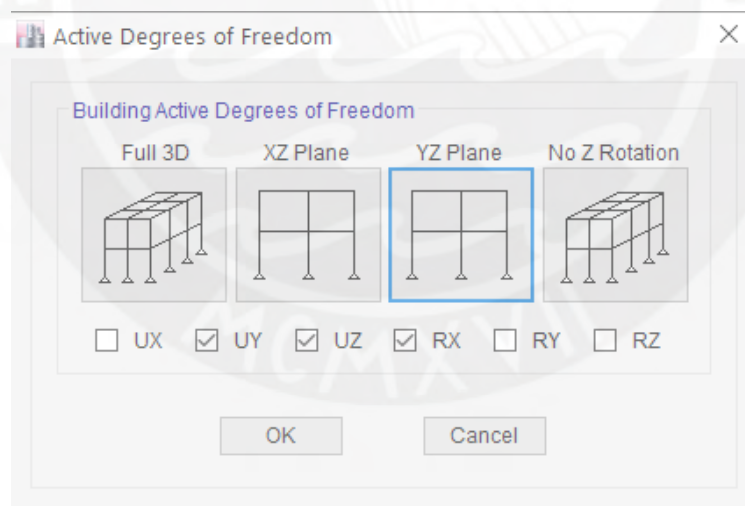 Active Degrees of Freedom
Building Active Degrees of Freedom
Full 3D XZ Plane YZ Plane No Z Rotation
UX UY UZ RX RY RZ
MCMXVII
OK Cancel